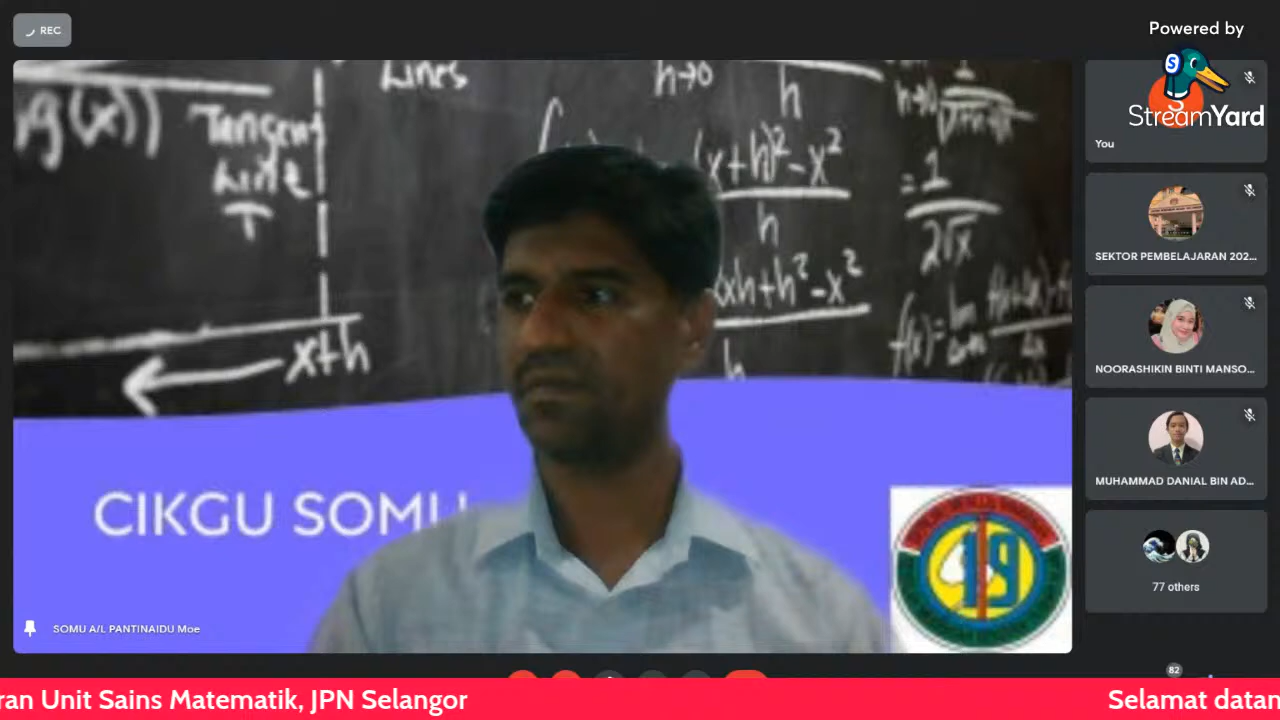 REC
Powered by
StreamYard
You
SEKTOR PEMBELAJARAN 202...
NOORASHIKIN BINTI MANSO...
MUHAMMAD DANIAL BIN AD...
77 others
82
Lines
h→0
h
g(x)
Tangent
Line
T
(x+h)²-x²
h
=1
2√x
xh+h²-x²
h
x+h
CIKGU SOMU
19
SOMU A/L PANTINAIDU Moe
ran Unit Sains Matematik, JPN Selangor
Selamat datan